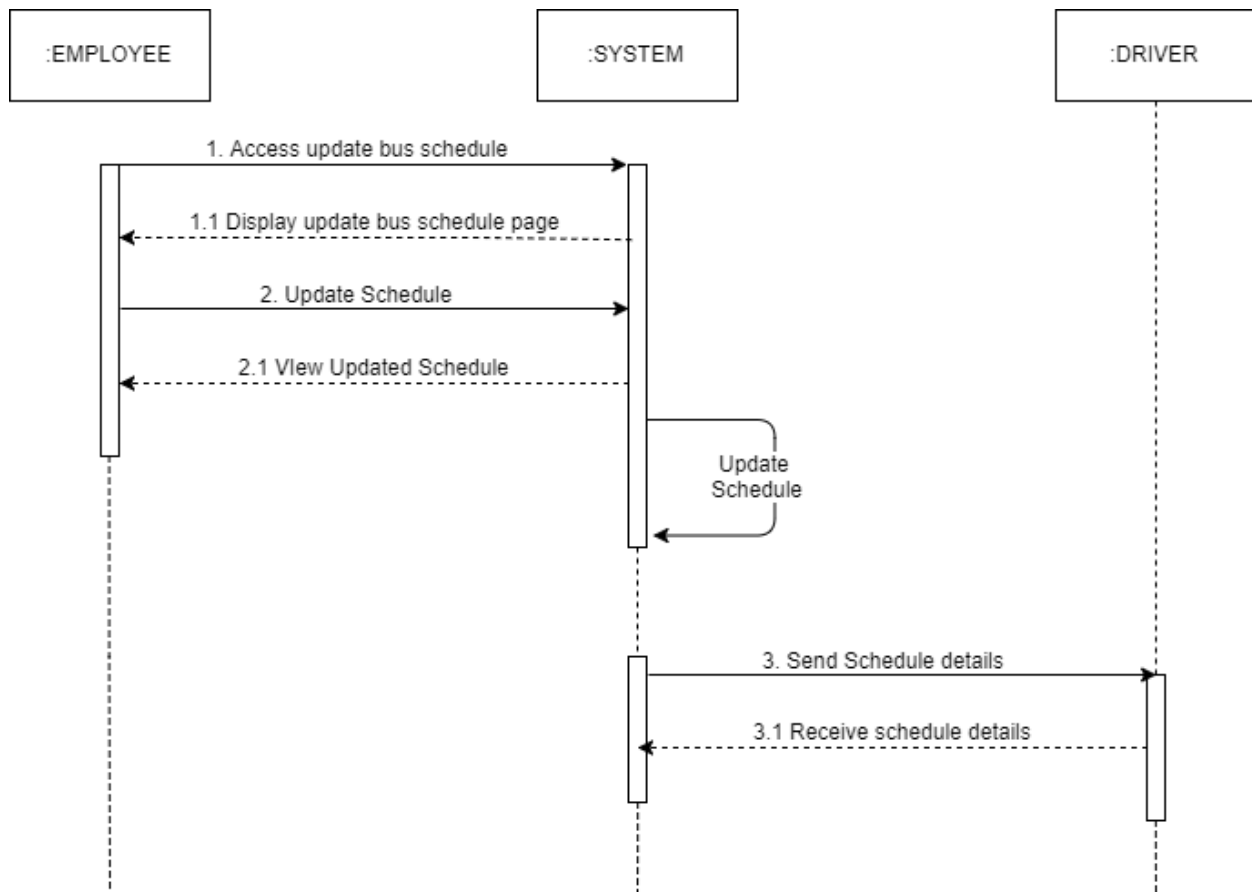 :EMPLOYEE
:SYSTEM
:DRIVER
1. Access update bus schedule
1.1 Display update bus schedule page
2. Update Schedule
2.1 VIew Updated Schedule
Update
Schedule
3. Send Schedule details
3.1 Receive schedule details